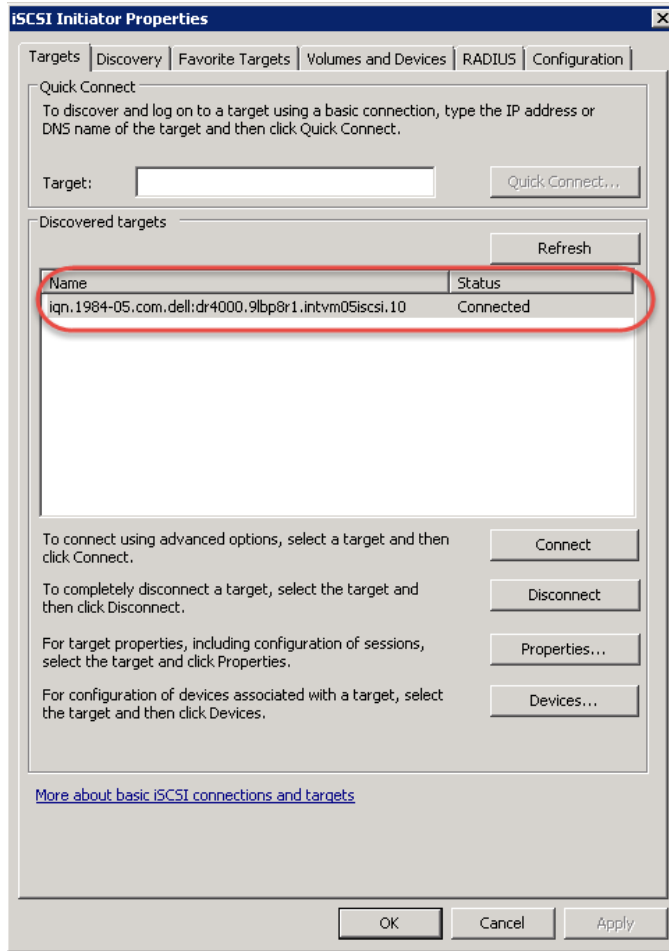 iSCSI Initiator Properties
Targets Discovery Favorite Targets Volumes and Devices RADIUS Configuration
Quick Connect
To discover and log on to a target using a basic connection, type the IP address or
DNS name of the target and then click Quick Connect.
Target:
Quick Connect...
Discovered targets
Refresh
Name Status
iqn.1984-05.com.dell:dr4000.9lbp8r1.intvm05iscsi.10 Connected
To connect using advanced options, select a target and then
click Connect.
Connect
To completely disconnect a target, select the target and
then click Disconnect.
Disconnect
For target properties, including configuration of sessions,
select the target and click Properties.
Properties...
For configuration of devices associated with a target, select
the target and then click Devices.
Devices...
More about basic iSCSI connections and targets
OK Cancel Apply